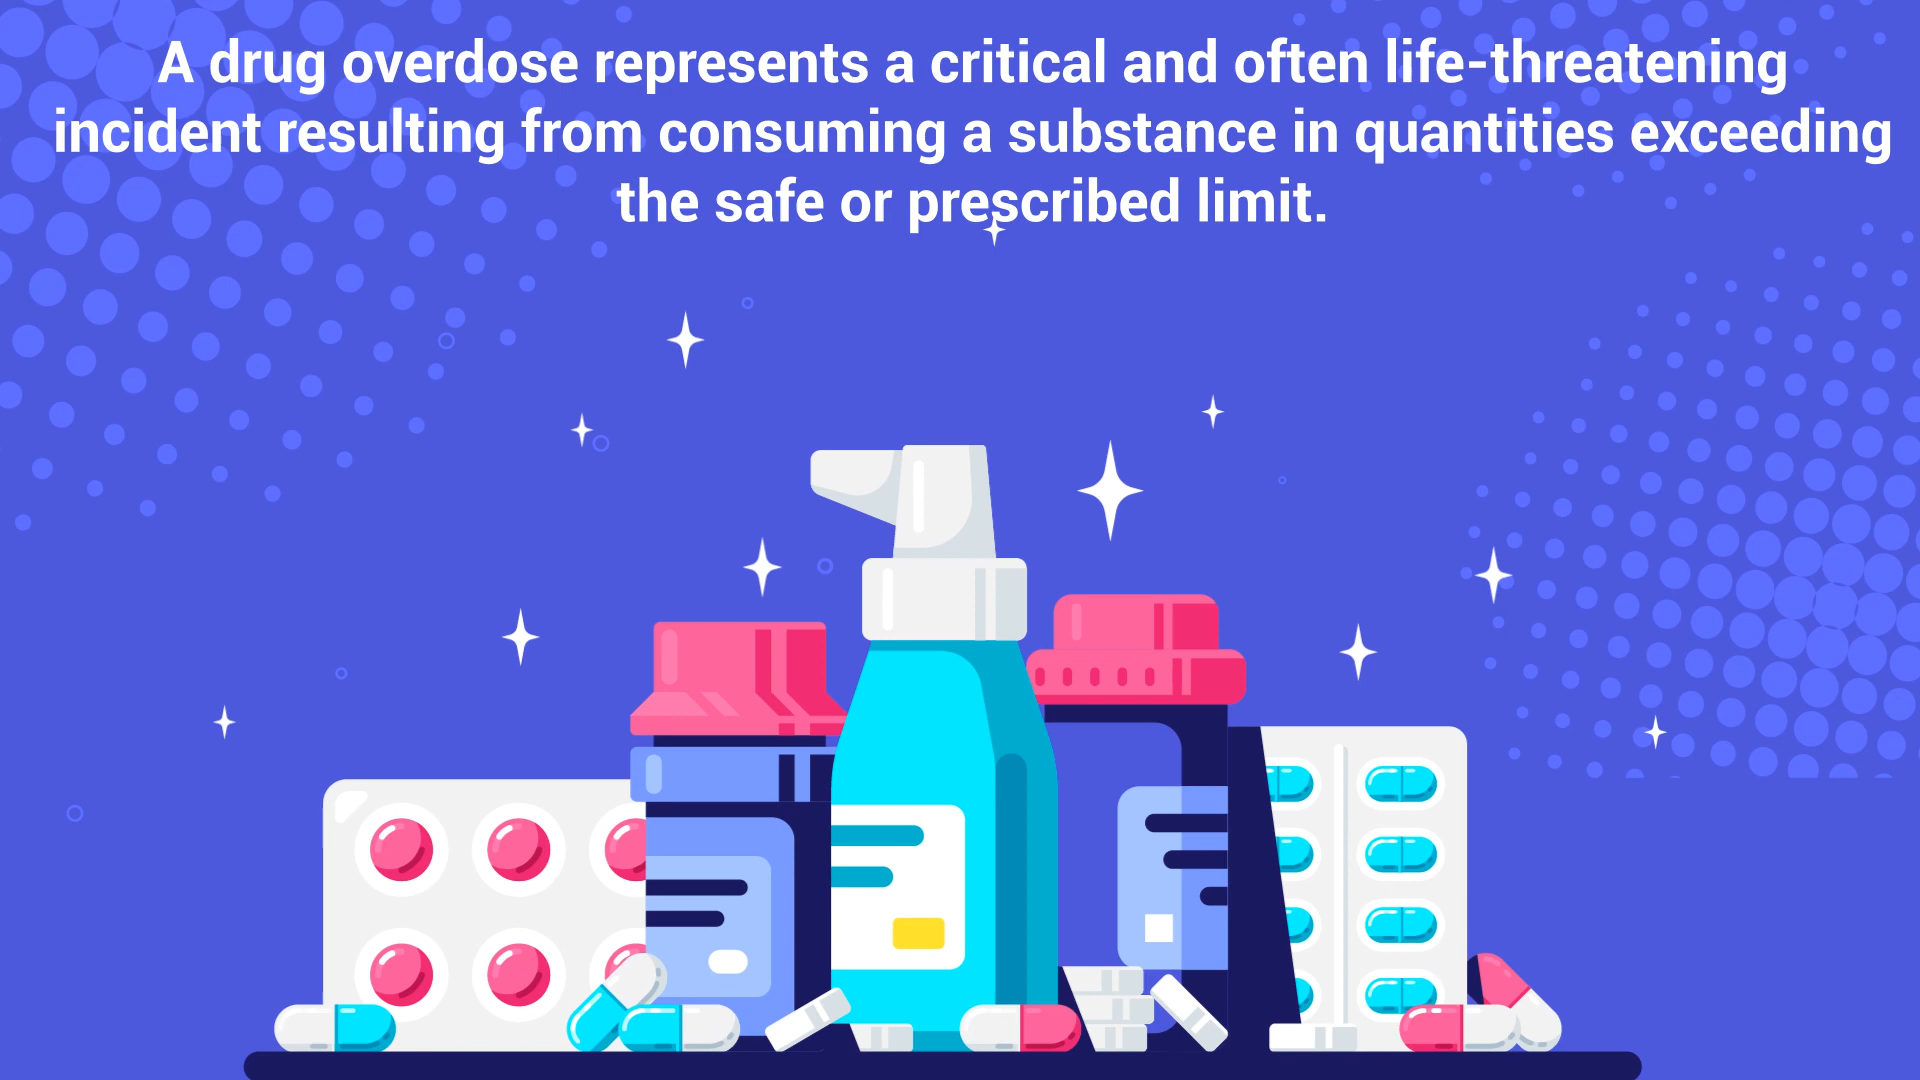 A drug overdose represents a critical and often life-threatening
incident resulting from consuming a substance in quantities exceeding
the safe or prescribed limit.